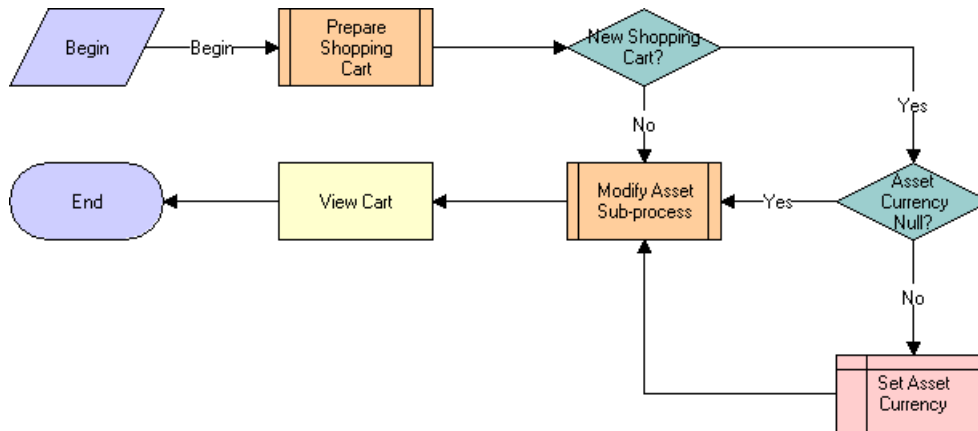 Begin
Begin
Prepare
Shopping
Cart
New Shopping
Cart?
Yes
No
End
View Cart
Modify Asset
Sub-process
Yes
Asset
Currency
Null?
No
Set Asset
Currency